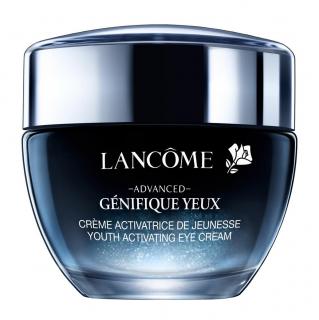 LANCÔME
—ADVANCED—
GÉNIFIQUE YEUX
CRÈME ACTIVATRICE DE JEUNESSE
YOUTH ACTIVATING EYE CREAM